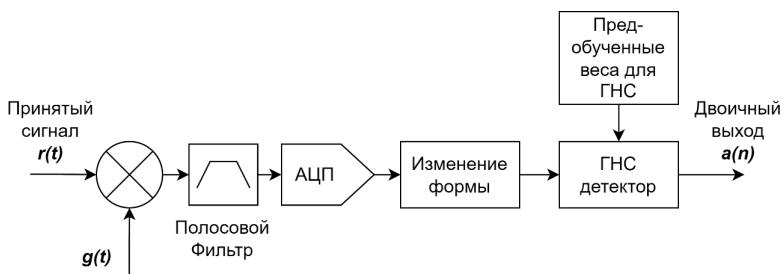 Пред-
обученные
веса для
ГНС
Принятый
сигнал
r(t)
Двоичный
выход
a(n)
АЦП
Изменение
формы
ГНС
детектор
Полосовой
Фильтр
g(t)